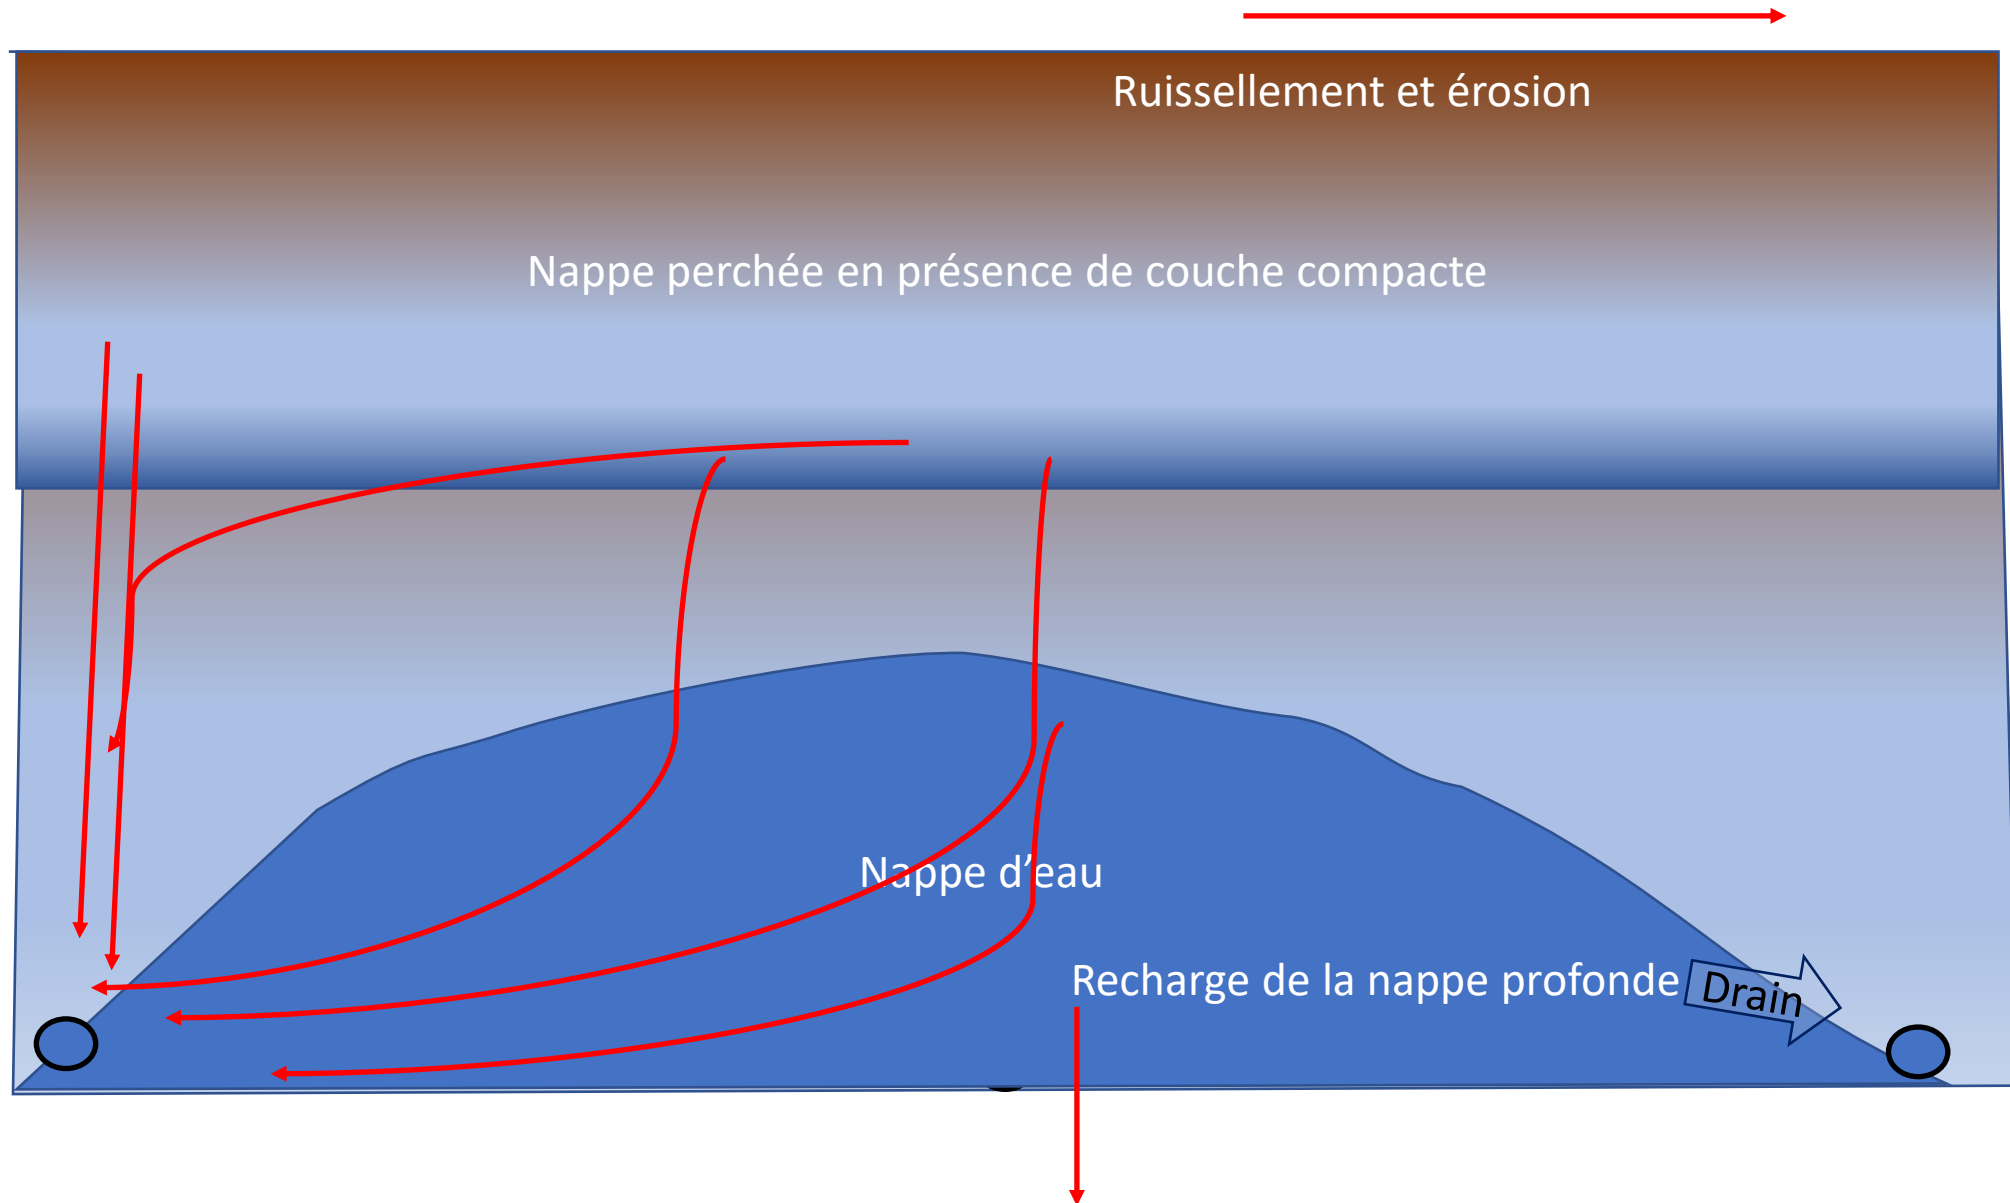 Ruissellement et érosion
Nappe perchée en présence de couche compacte
Nappe d’eau
Recharge de la nappe profonde
Drain